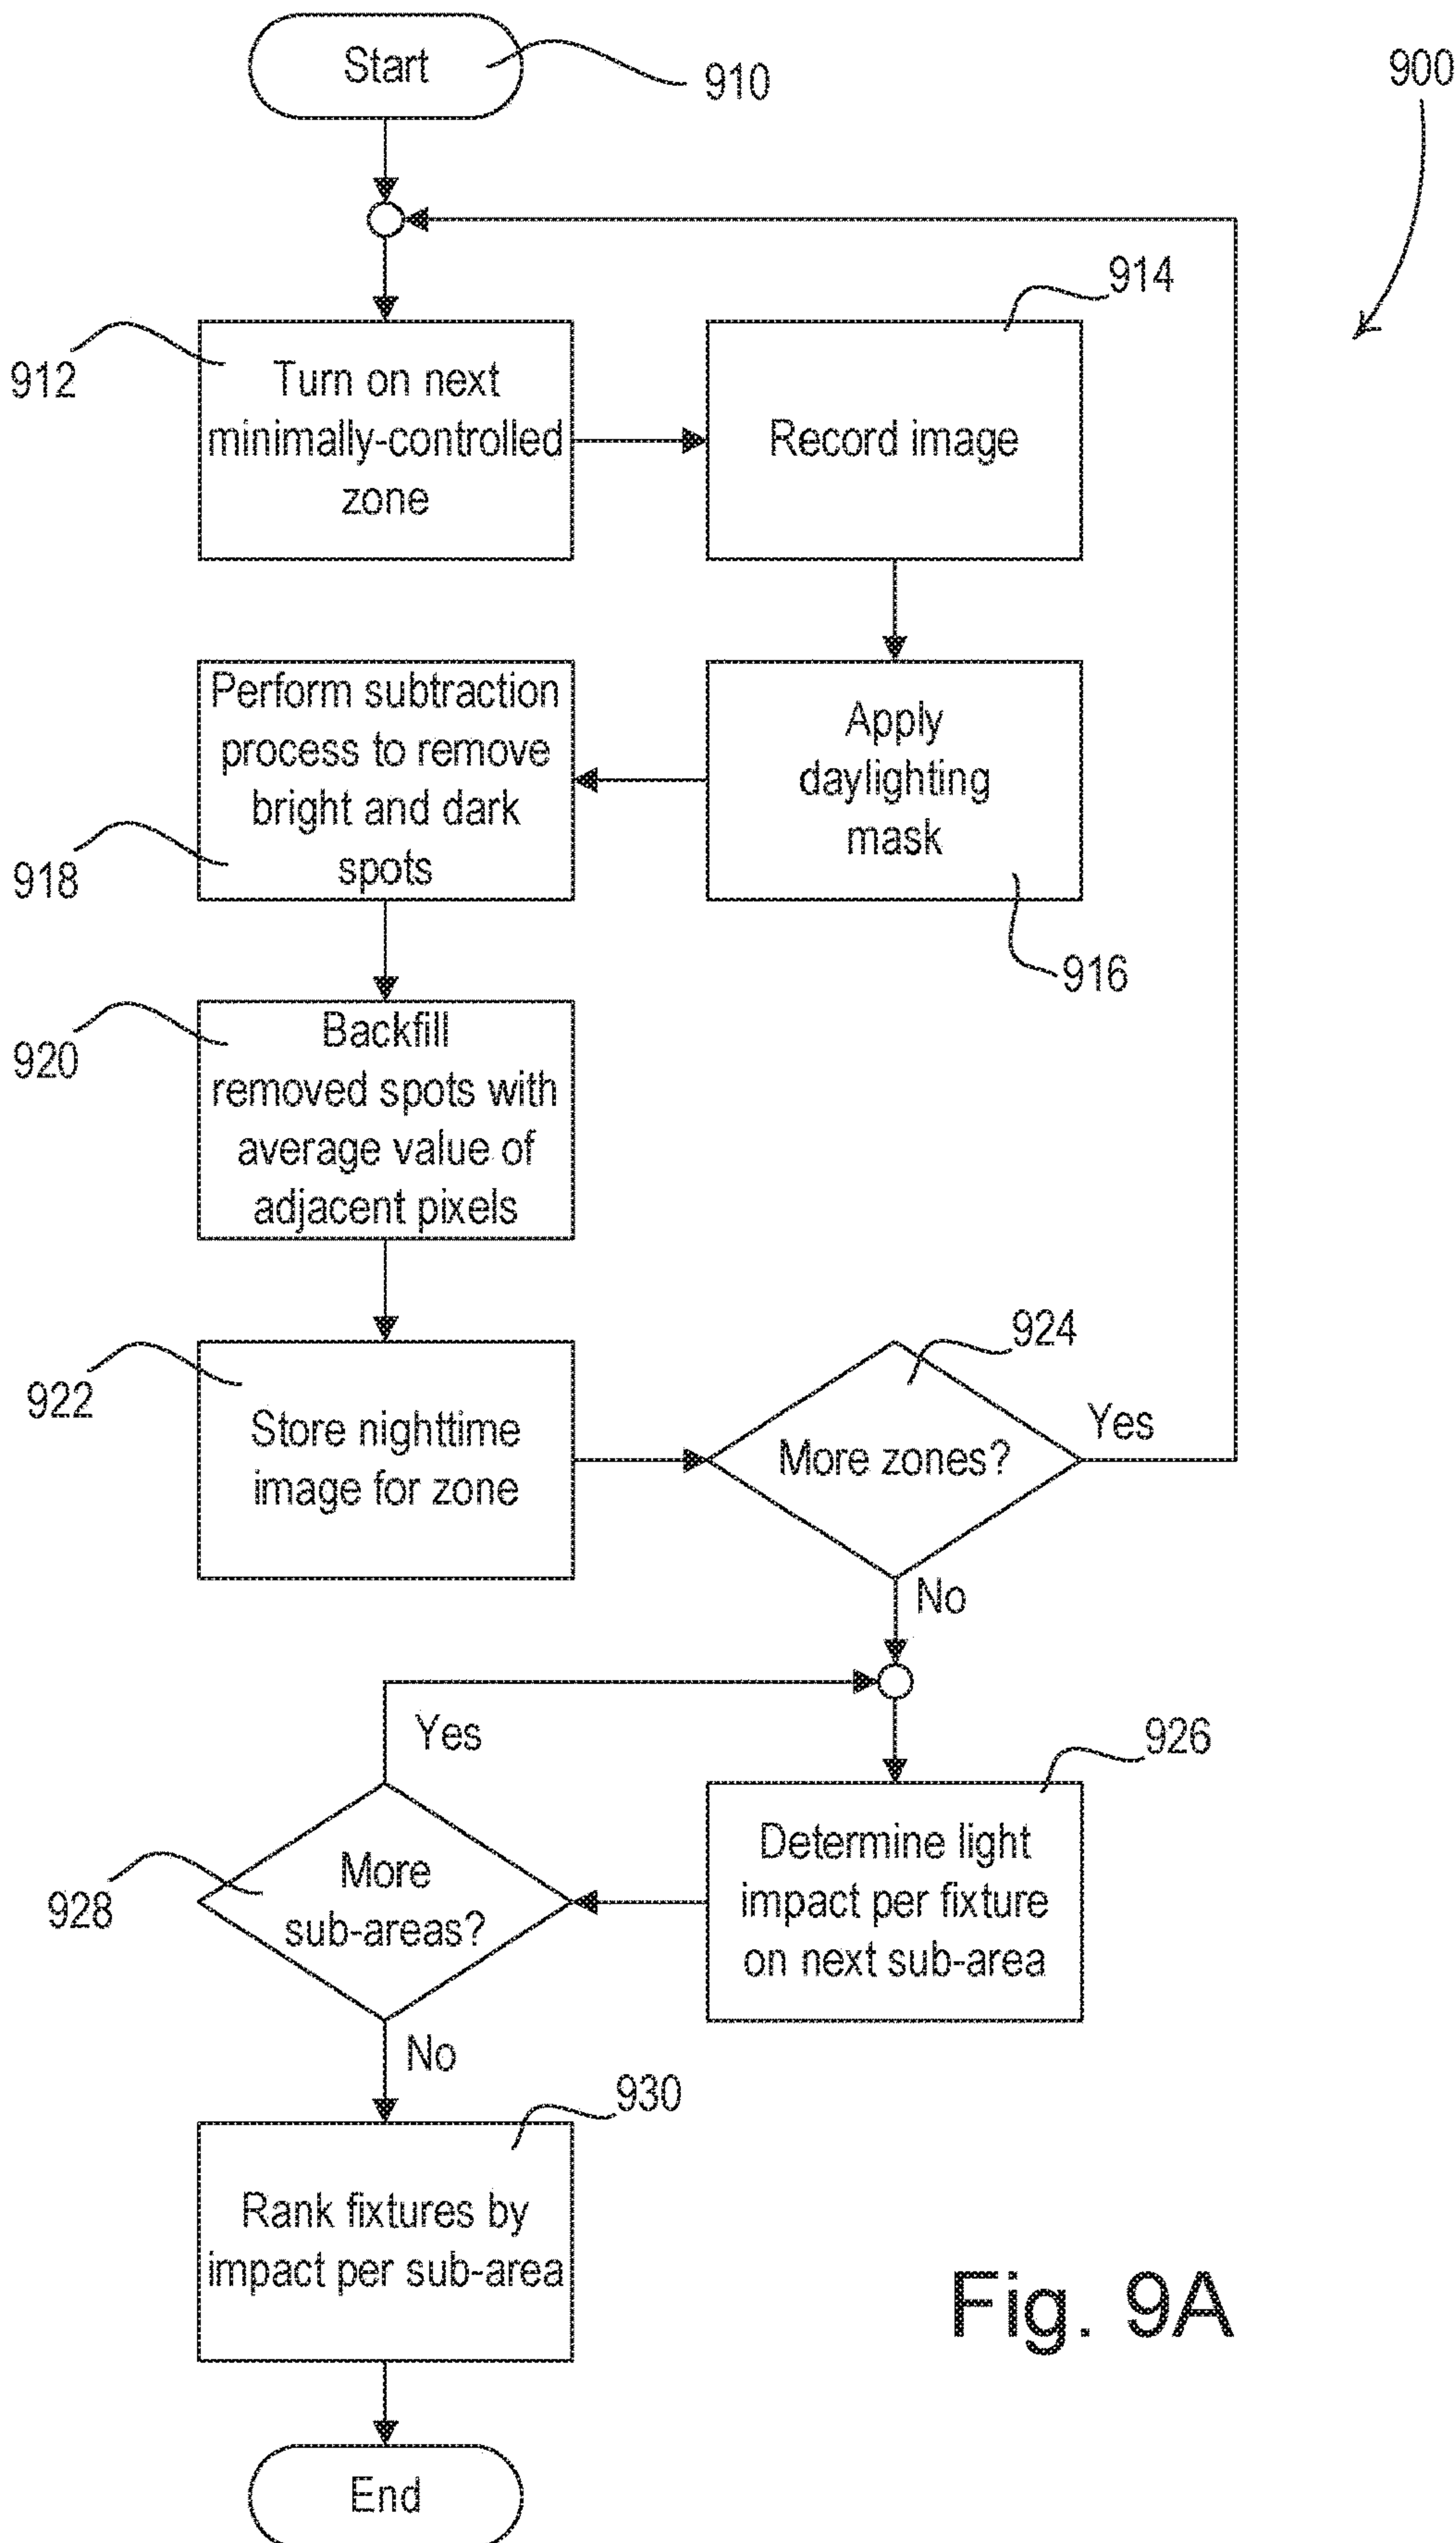 Start
910
900
912
Turn on next
minimally-controlled
zone
914
Record image
Perform subtraction
process to remove
bright and dark
spots
918
Apply
daylighting
mask
916
920
Backfill
removed spots with
average value of
adjacent pixels
922
Store nighttime
image for zone
924
More zones?
Yes
No
Yes
926
Determine light
impact per fixture
on next sub-area
928
More
sub-areas?
No
930
Rank fixtures by
impact per sub-area
Fig. 9A
End